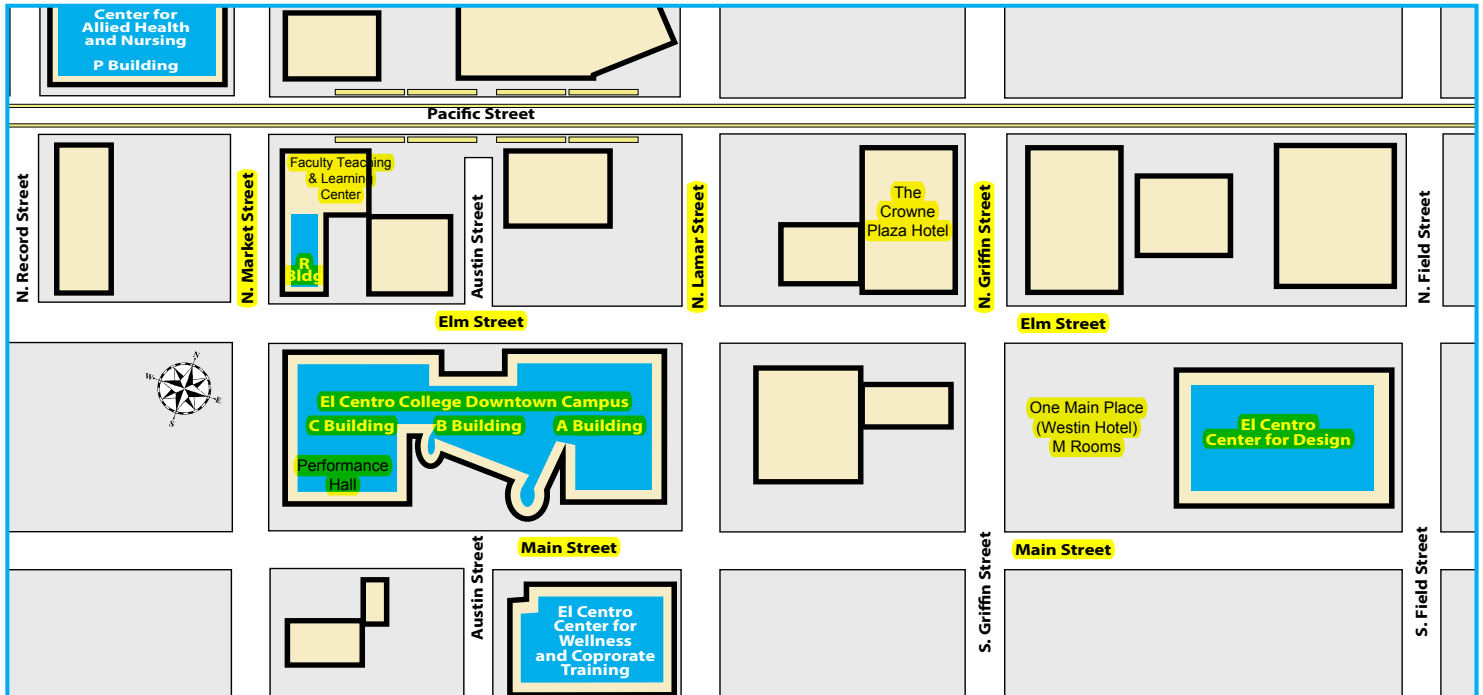 Center for
Allied Health
and Nursing
P Building
Pacific Street
N. Record Street
N. Market Street
Faculty Teaching
& Learning
Center
R
Bldg
Austin Street
N. Lamar Street
The
Crowne
Plaza Hotel
N. Griffin Street
N. Field Street
Elm Street
Elm Street
N
W
E
S
El Centro College Downtown Campus
C Building
B Building
A Building
Performance
Hall
One Main Place
(Westin Hotel)
M Rooms
El Centro
Center for Design
Main Street
Main Street
Austin Street
El Centro
Center for
Wellness
and Coprorate
Training
S. Griffin Street
S. Field Street